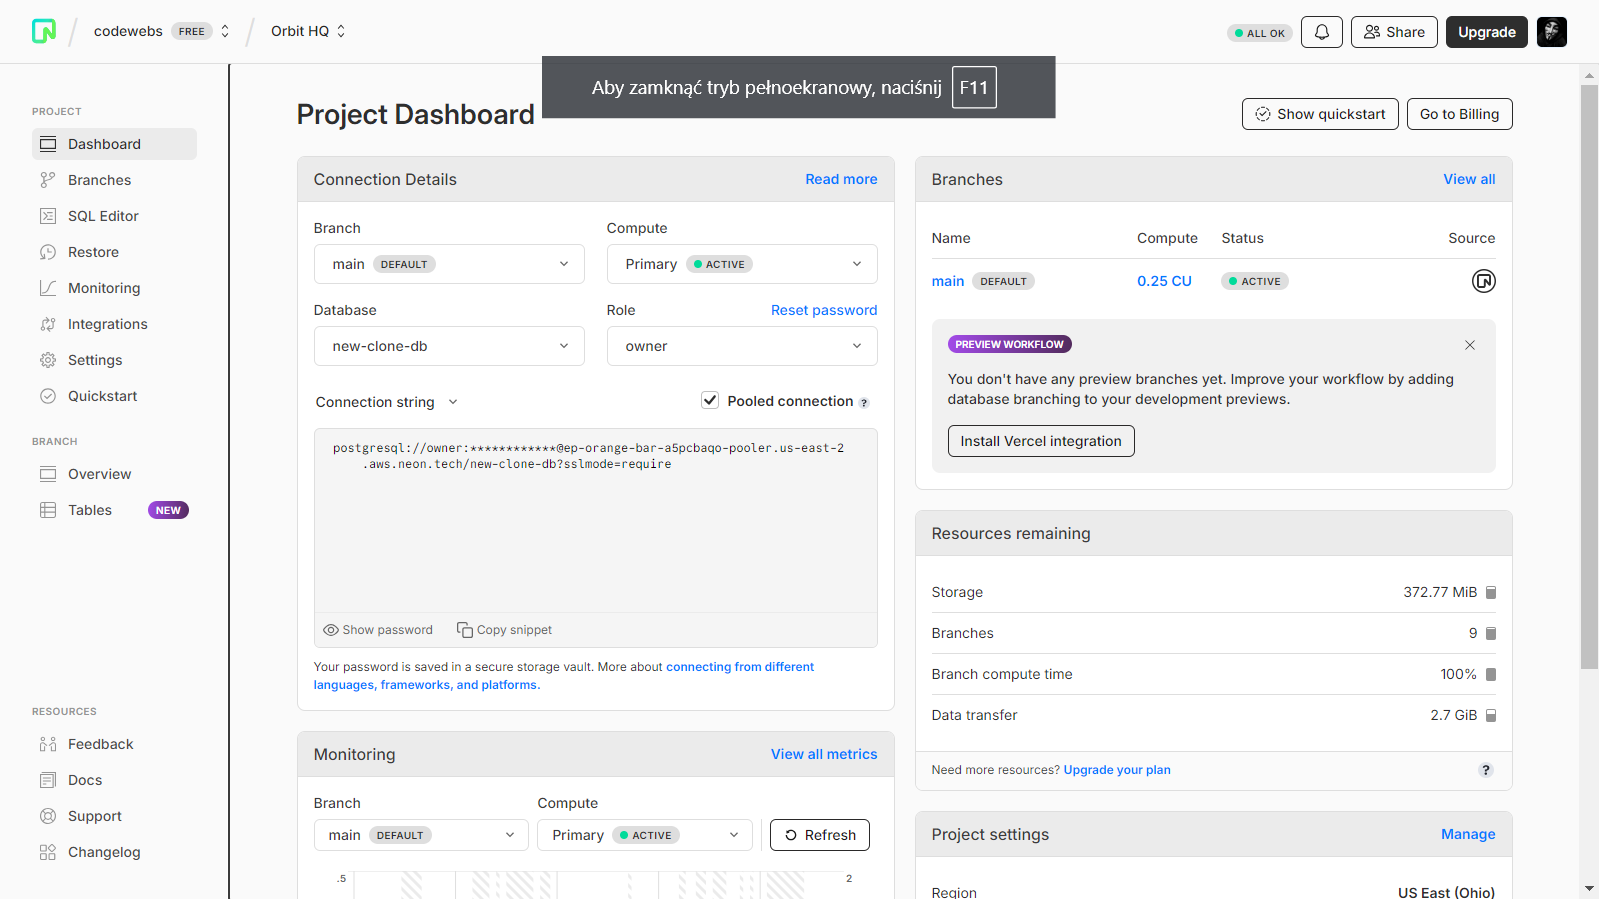 codewebs FREE
Orbit HQ
ALL OK
Share
Upgrade
Aby zamknąć tryb pełnoekranowy, naciśnij F11
PROJECT
Dashboard
Branches
SQL Editor
Restore
Monitoring
Integrations
Settings
Quickstart
BRANCH
Overview
Tables NEW
RESOURCES
Feedback
Docs
Support
Changelog
Project Dashboard
Show quickstart
Go to Billing
Connection Details
Read more
Branch
Compute
main DEFAULT
Primary ACTIVE
Database
Role
Reset password
new-clone-db
owner
Connection string
Pooled connection ?
postgresql://owner:************@ep-orange-bar-a5pcbaqo-pooler.us-east-2
.aws.neon.tech/new-clone-db?sslmode=require
Show password
Copy snippet
Your password is saved in a secure storage vault. More about connecting from different
languages, frameworks, and platforms.
Monitoring
View all metrics
Branch
Compute
main DEFAULT
Primary ACTIVE
Refresh
.5
2
Branches
View all
Name Compute Status Source
main DEFAULT 0.25 CU ACTIVE
PREVIEW WORKFLOW
You don't have any preview branches yet. Improve your workflow by adding
database branching to your development previews.
Install Vercel integration
Resources remaining
Storage 372.77 MiB
Branches 9
Branch compute time 100%
Data transfer 2.7 GiB
Need more resources? Upgrade your plan ?
Project settings
Manage
Region US East (Ohio)